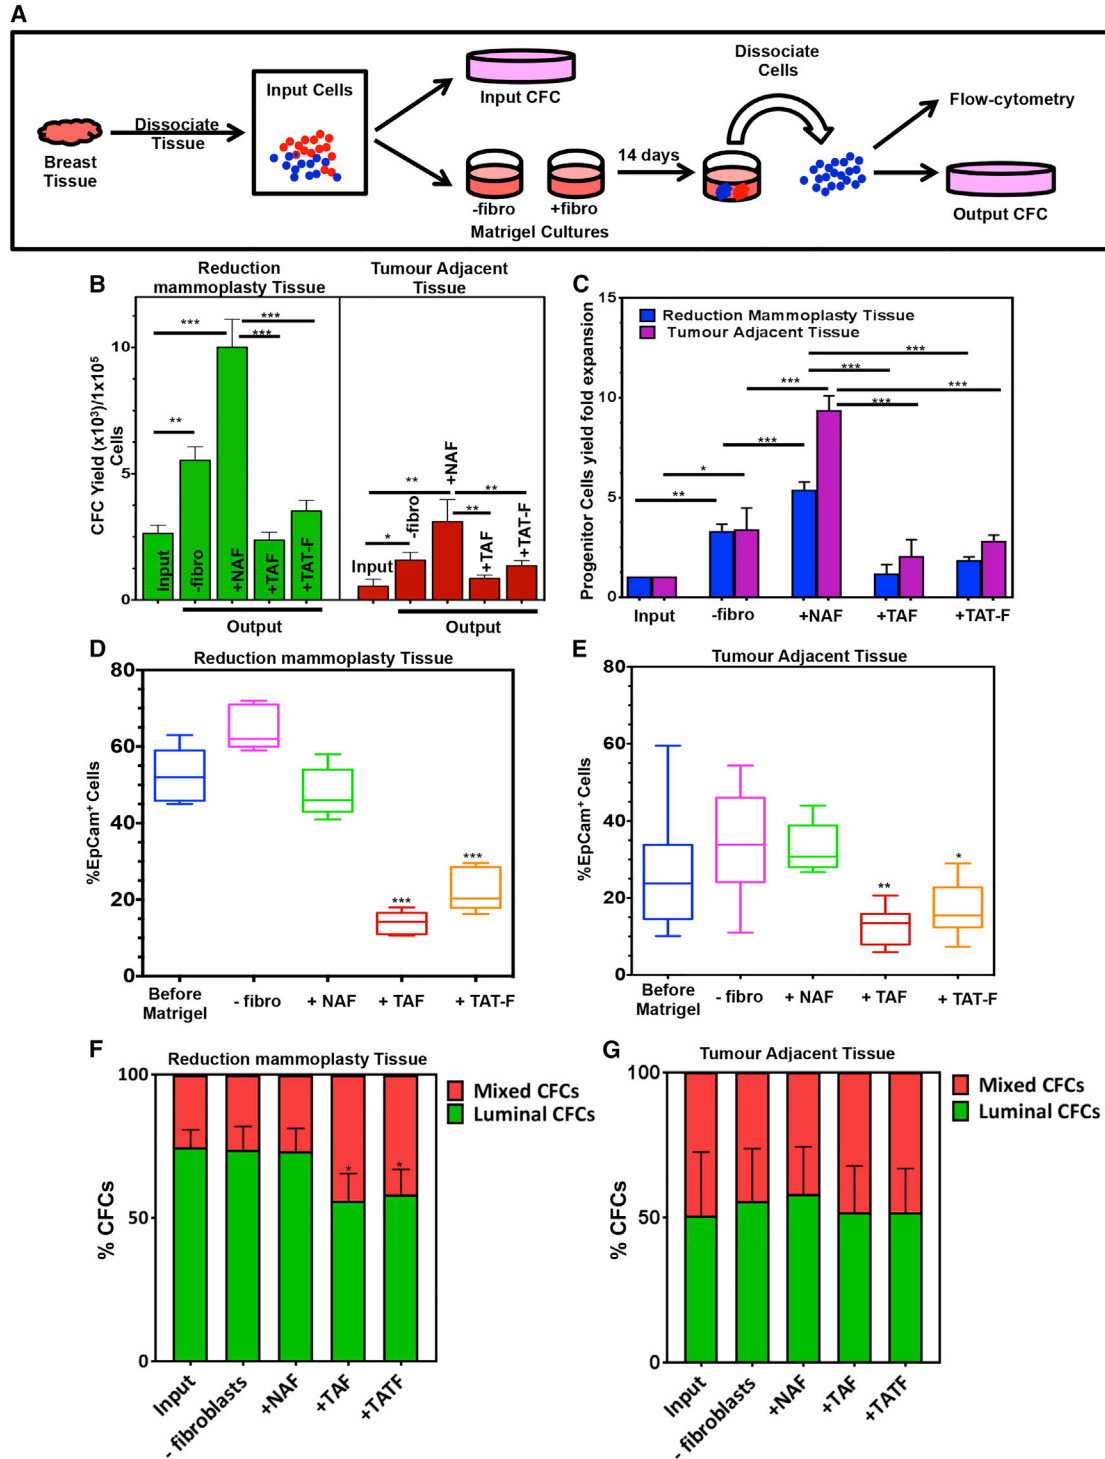 A
Breast
Tissue
Dissociate
Tissue
Input Cells
Input CFC
-fibro
+fibro
Matrigel Cultures
14 days
Dissociate
Cells
Flow-cytometry
Output CFC
B
Reduction
mammoplasty Tissue
Tumour Adjacent
Tissue
CFC Yield (x10³)/1x10⁵
Cells
10
5
0
***
**
***
***
Input
-fibro
+NAF
+TAF
+TAT-F
Output
**
*
**
**
Input
-fibro
+NAF
+TAF
+TAT-F
Output
C
Progenitor Cells yield fold expansion
15
10
5
0
Reduction Mammoplasty Tissue
Tumour Adjacent Tissue
***
***
***
***
***
***
*
**
Input
-fibro
+NAF
+TAF
+TAT-F
D
Reduction mammoplasty Tissue
%EpCam⁺ Cells
80
60
40
20
0
***
***
Before
Matrigel
- fibro
+ NAF
+ TAF
+ TAT-F
E
Tumour Adjacent Tissue
%EpCam⁺ Cells
80
60
40
20
0
**
*
Before
Matrigel
- fibro
+ NAF
+ TAF
+ TAT-F
F
Reduction mammoplasty Tissue
% CFCs
100
50
0
*
*
Mixed CFCs
Luminal CFCs
Input
- fibroblasts
+NAF
+TAF
+TATF
G
Tumour Adjacent Tissue
% CFCs
100
50
0
Mixed CFCs
Luminal CFCs
Input
- fibroblasts
+NAF
+TAF
+TATF